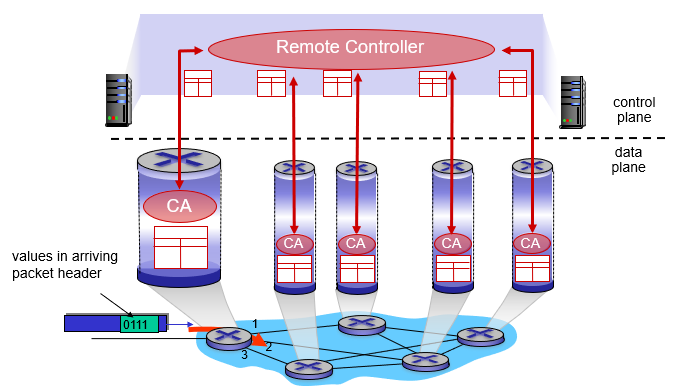 Remote Controller
control
plane
data
plane
CA
CA
CA
CA
CA
values in arriving
packet header
0111
1
2
3